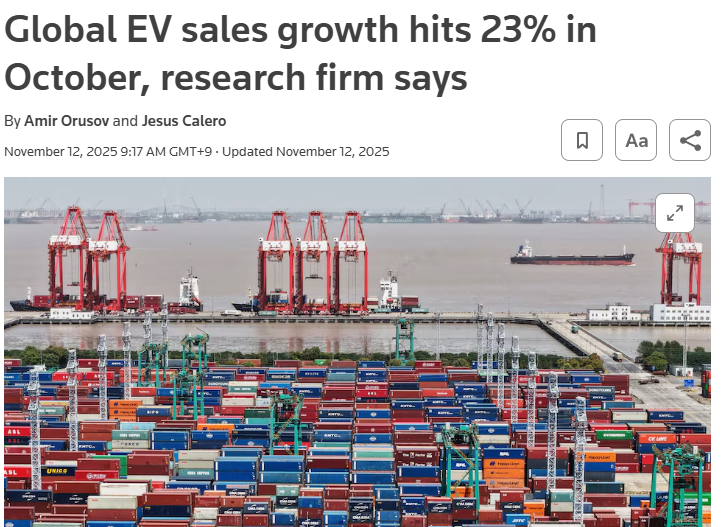 Global EV sales growth hits 23% in
October, research firm says
By Amir Orusov and Jesus Calero
November 12, 2025 9:17 AM GMT+9 · Updated November 12, 2025
Aa